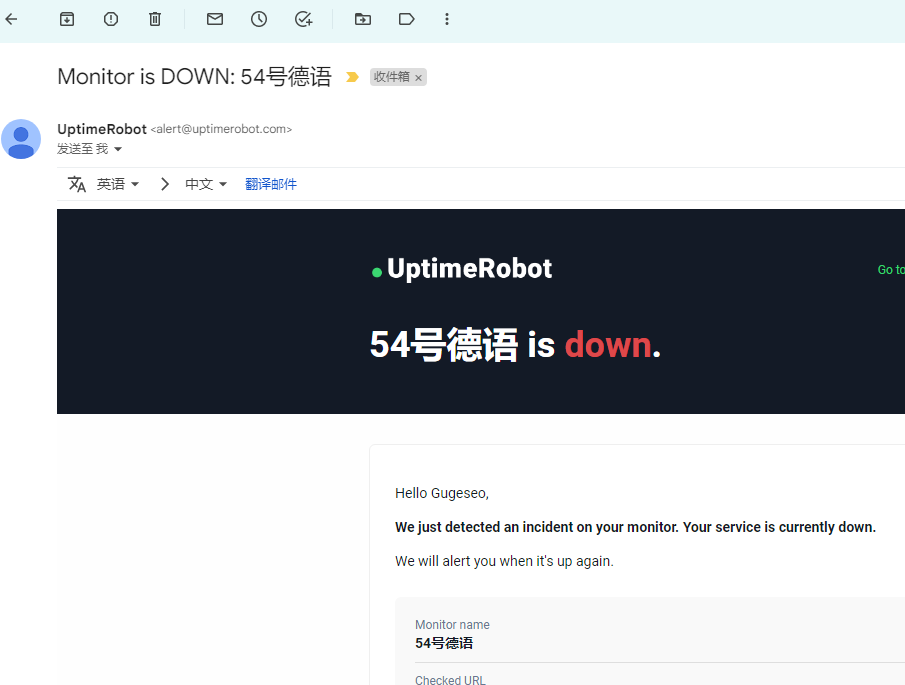 Monitor is DOWN: 54号德语 收件箱 ×
UptimeRobot <alert@uptimerobot.com>
发送至 我
英语 中文 翻译邮件
UptimeRobot
Go to
54号德语 is down.
Hello Gugeseo,
We just detected an incident on your monitor. Your service is currently down.
We will alert you when it's up again.
Monitor name
54号德语
Checked URL